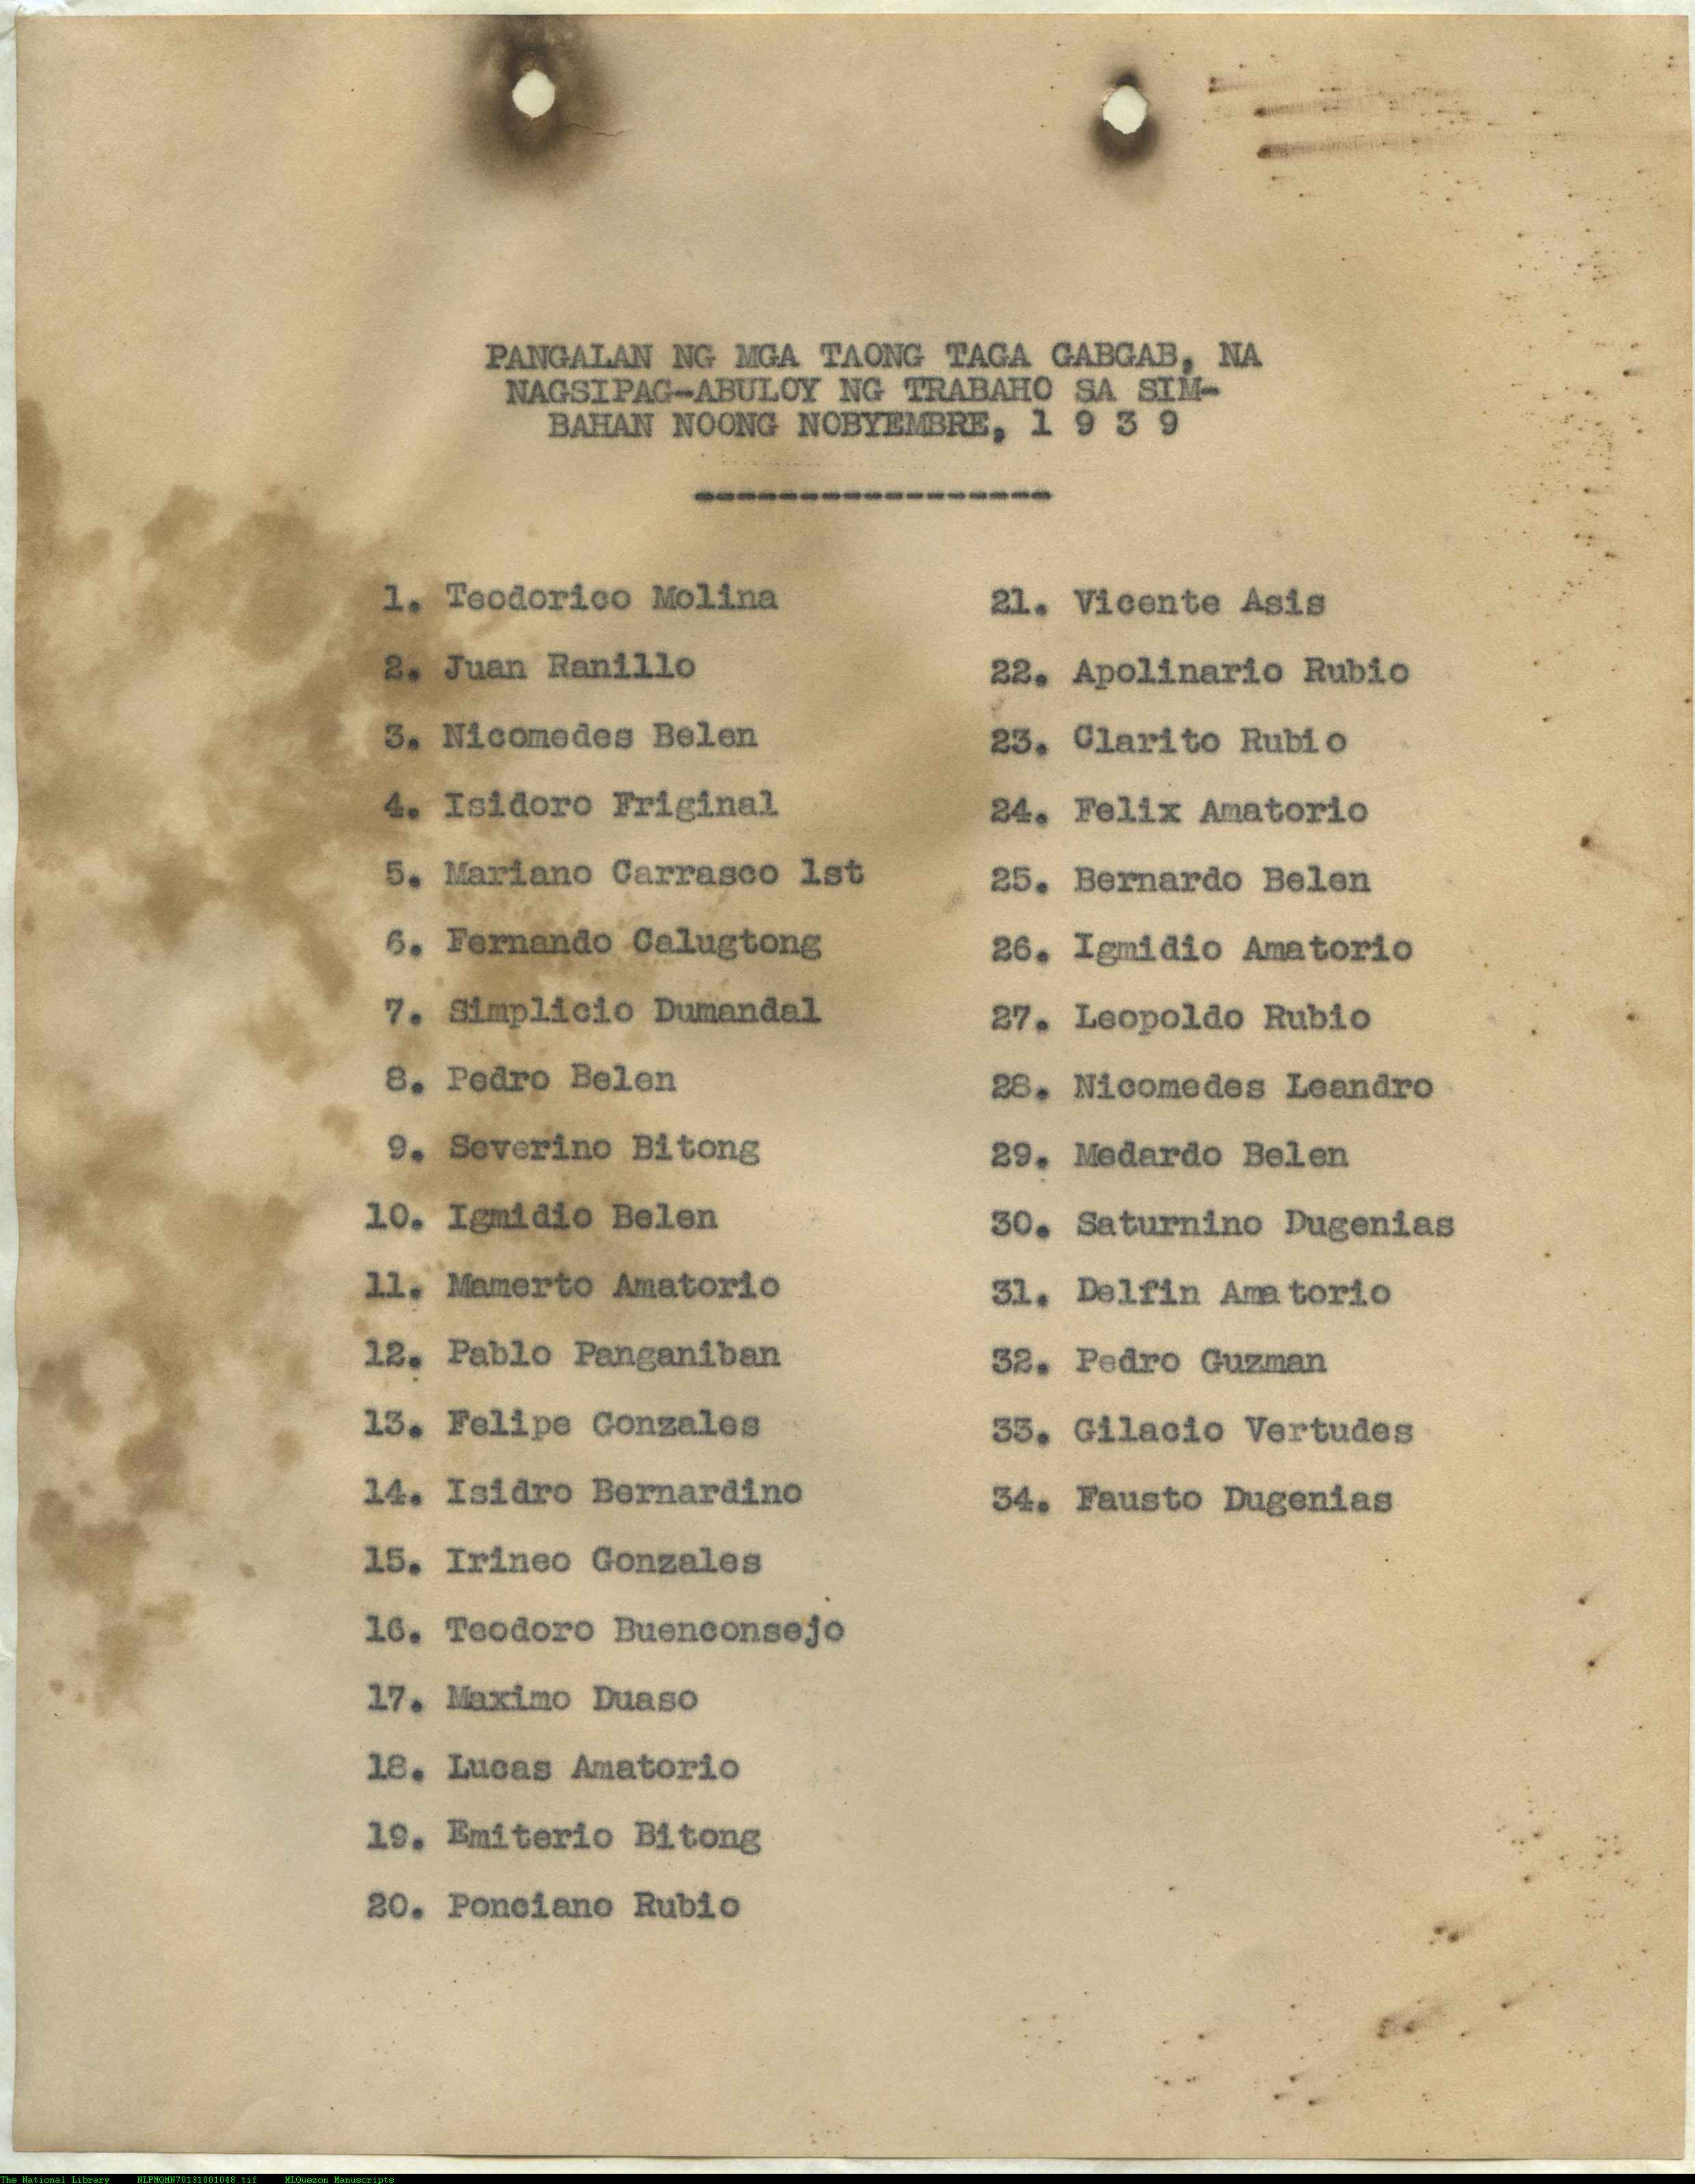 PANGALAN NG MGA TAONG TAGA GABGAB, NA
NAGSIPAG-ABULOY NG TRABAHO SA SIM-
BAHAN NOONG NOBYEMBRE, 1 9 3 9
-----------------
1. Teodorico Molina
2. Juan Ranillo
3. Nicomedes Belen
4. Isidoro Friginal
5. Mariano Carrasco 1st
6. Fernando Calugtong
7. Simplicio Dumandal
8. Pedro Belen
9. Severino Bitong
10. Igmidio Belen
11. Mamerto Amatorio
12. Pablo Panganiban
13. Felipe Gonzales
14. Isidro Bernardino
15. Irineo Gonzales
16. Teodoro Buenconsejo
17. Maximo Duaso
18. Lucas Amatorio
19. Emiterio Bitong
20. Ponciano Rubio
21. Vicente Asis
22. Apolinario Rubio
23. Clarito Rubio
24. Felix Amatorio
25. Bernardo Belen
26. Igmidio Amatorio
27. Leopoldo Rubio
28. Nicomedes Leandro
29. Medardo Belen
30. Saturnino Dugenias
31. Delfin Amatorio
32. Pedro Guzman
33. Gilacio Vertudes
34. Fausto Dugenias
The National Library NLPMQMN70131001048.tif MLQuezon Manuscripts